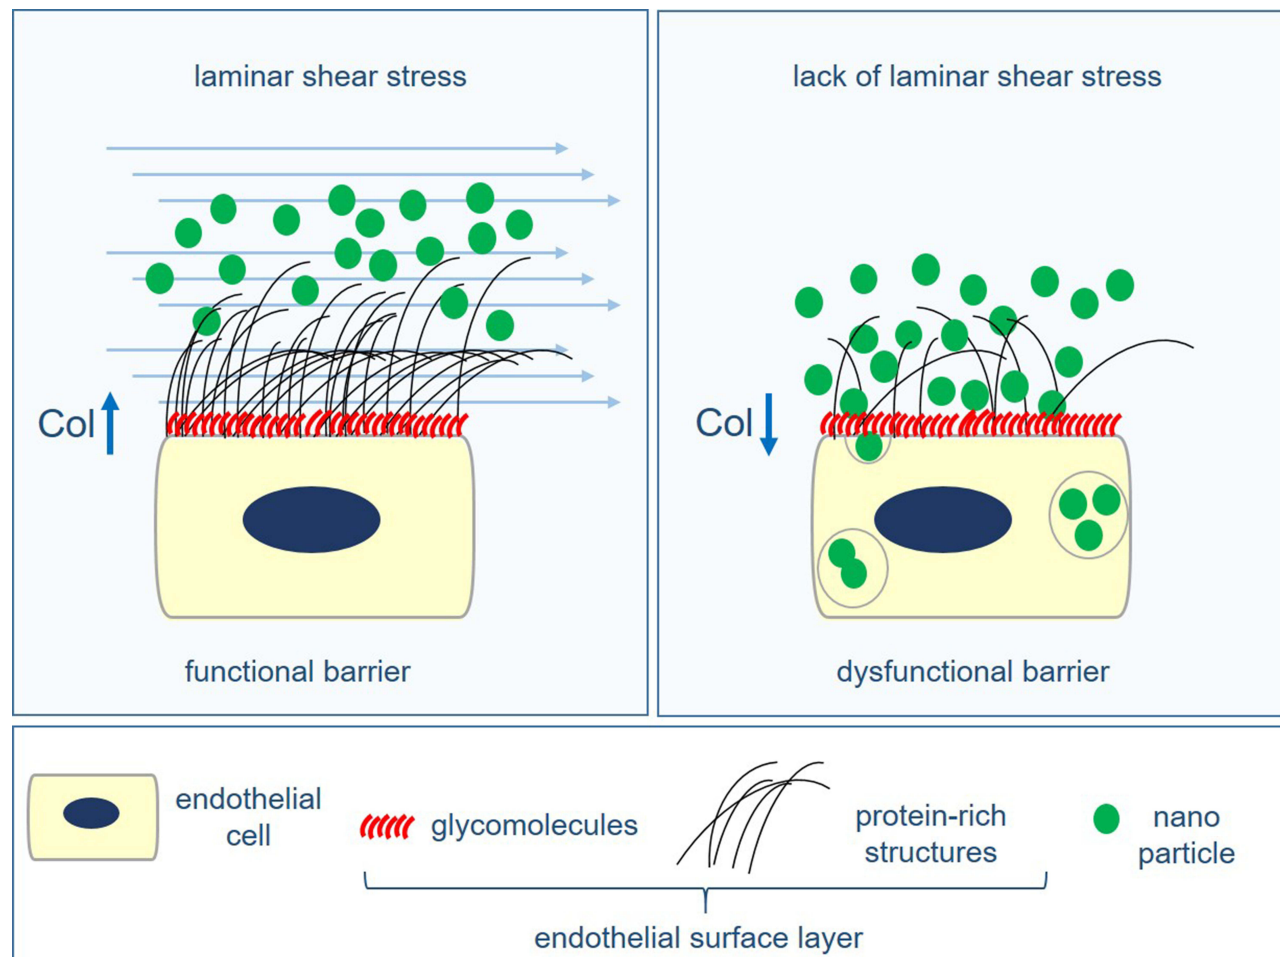 laminar shear stress
Col
functional barrier
lack of laminar shear stress
Col
dysfunctional barrier
endothelial
cell
glycomolecules
protein-rich
structures
nano
particle
endothelial surface layer